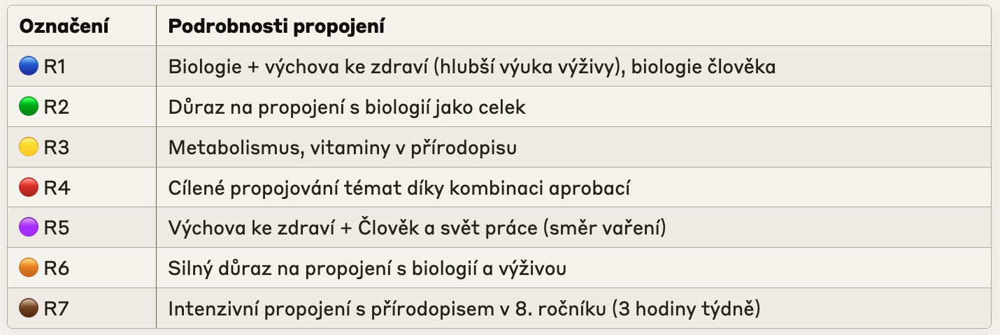 Označení Podrobnosti propojení
R1 Biologie + výchova ke zdraví (hlubší výuka výživy), biologie člověka
R2 Důraz na propojení s biologií jako celek
R3 Metabolismus, vitaminy v přírodopisu
R4 Cílené propojování témat díky kombinaci aprobací
R5 Výchova ke zdraví + Člověk a svět práce (směr vaření)
R6 Silný důraz na propojení s biologií a výživou
R7 Intenzivní propojení s přírodopisem v 8. ročníku (3 hodiny týdně)